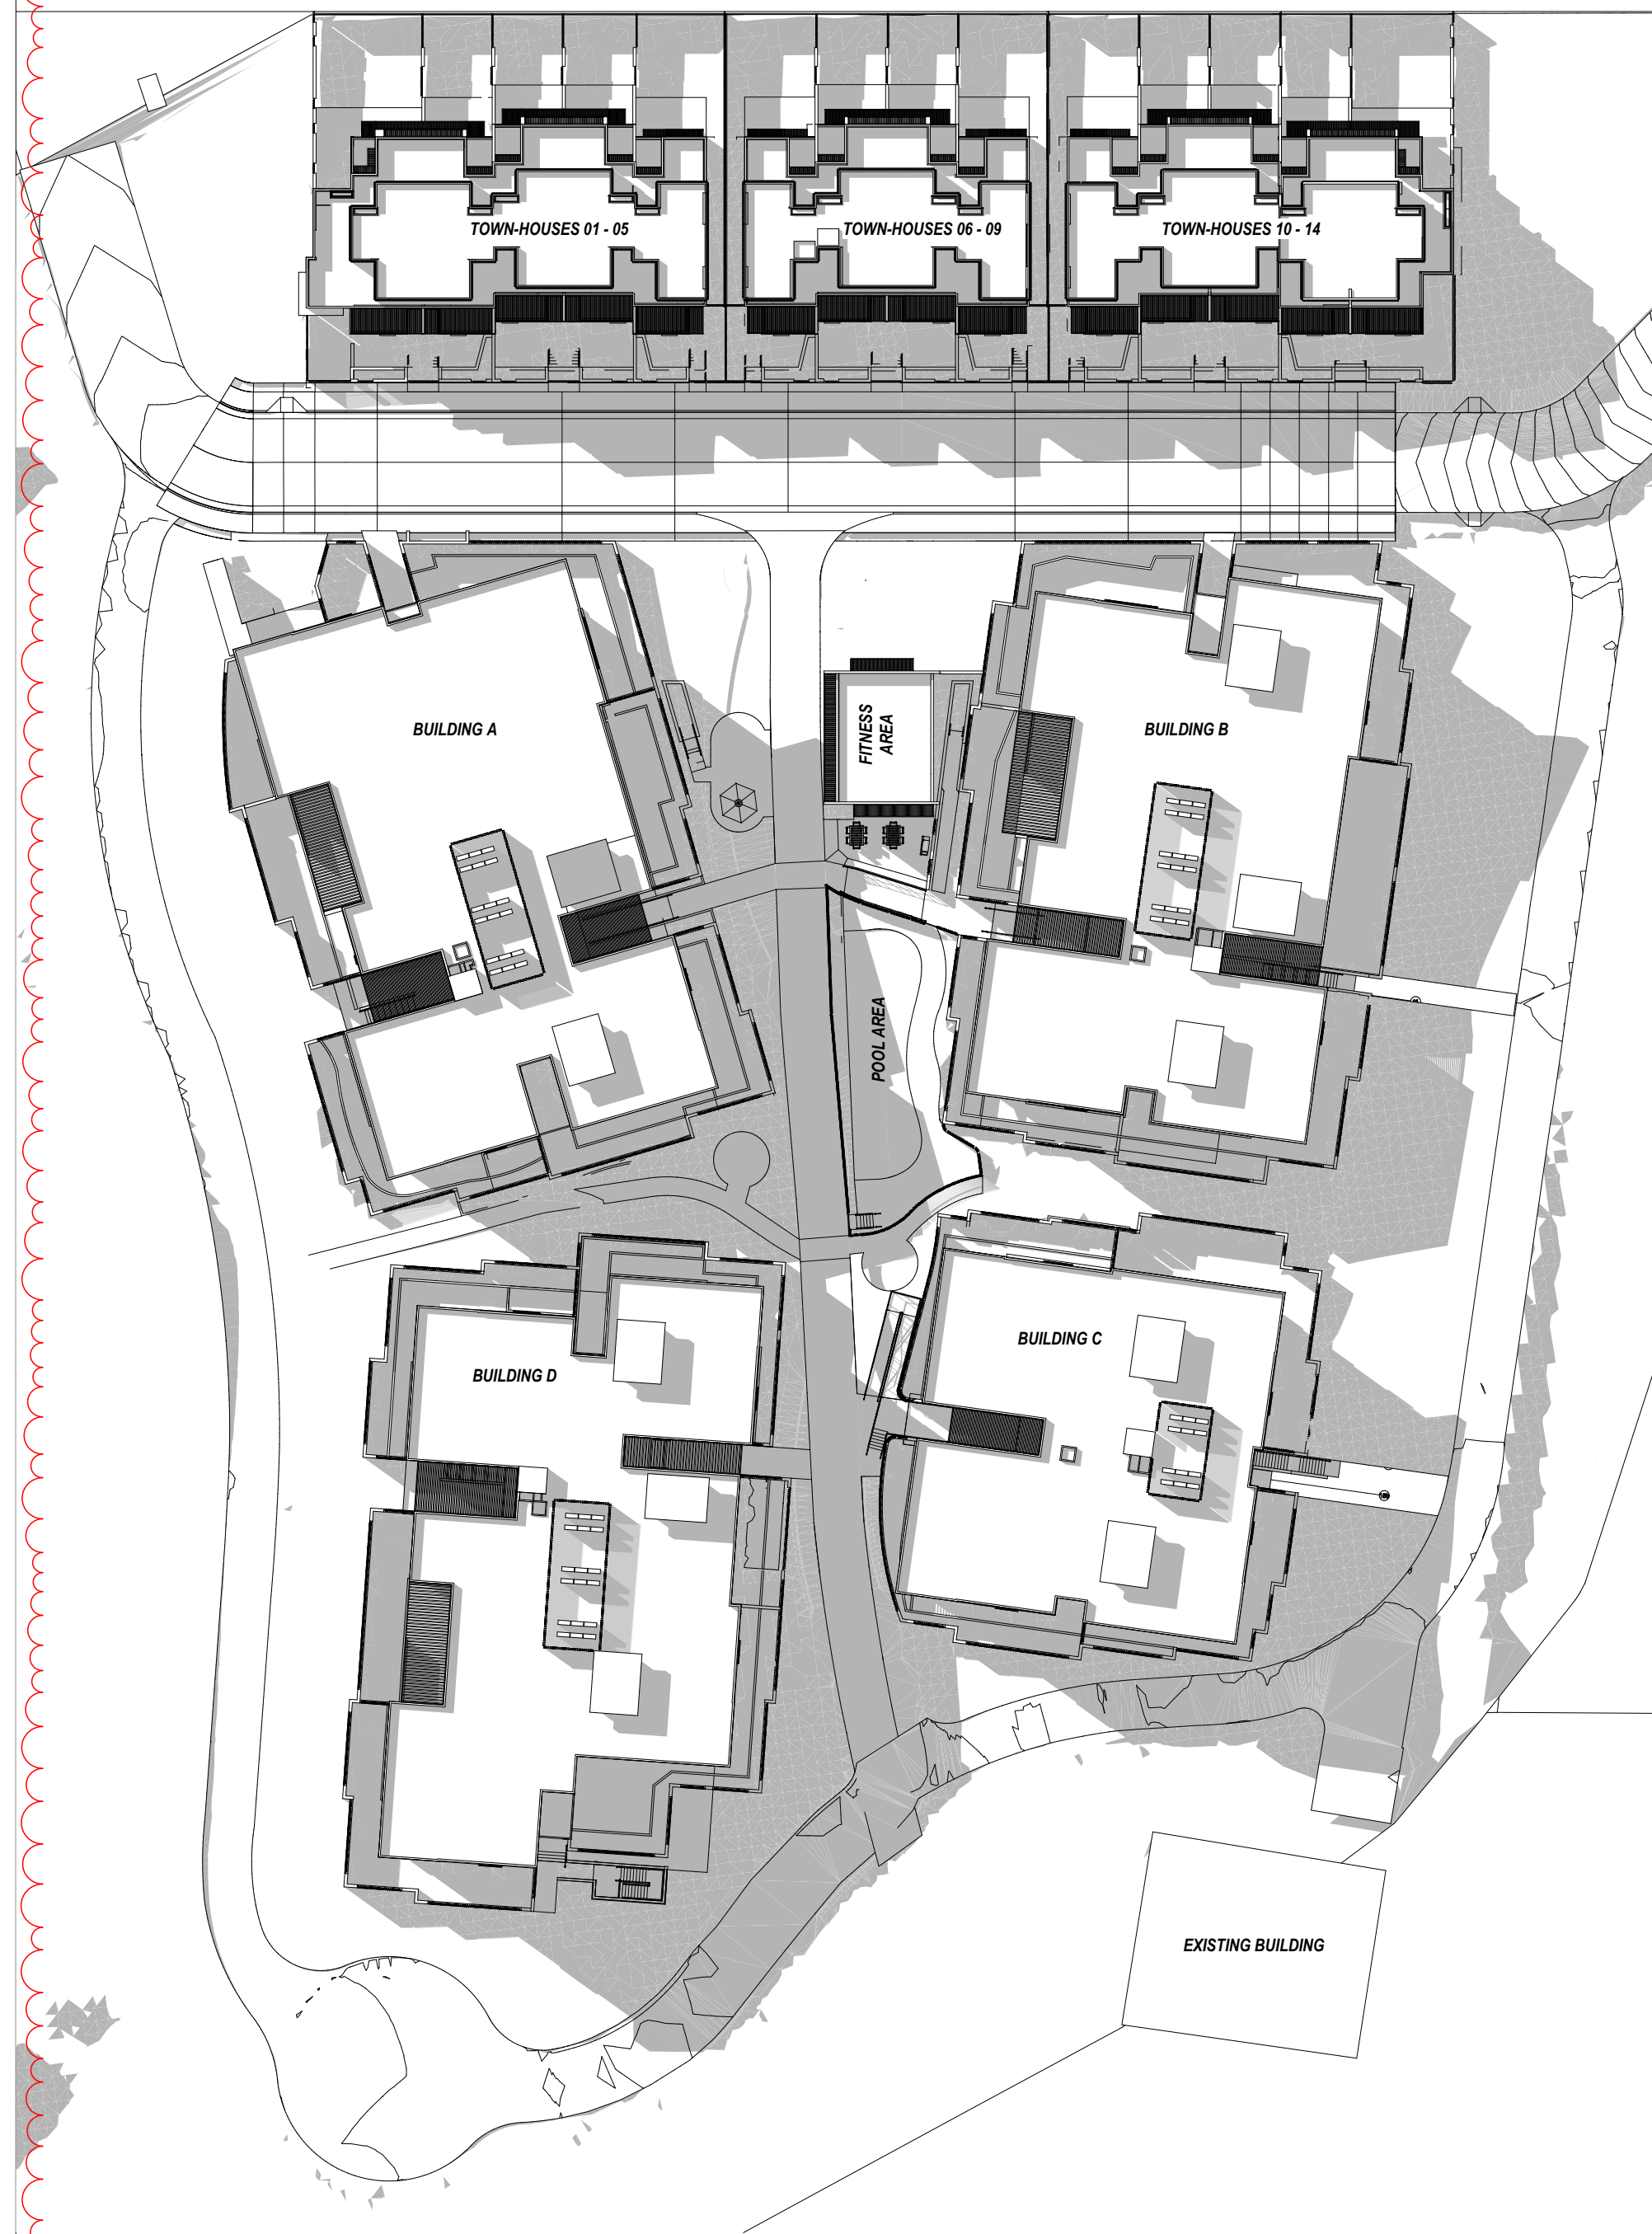 TOWN-HOUSES 01 - 05
TOWN-HOUSES 06 - 09
TOWN-HOUSES 10 - 14
BUILDING A
FITNESS
AREA
BUILDING B
POOL AREA
BUILDING C
BUILDING D
EXISTING BUILDING